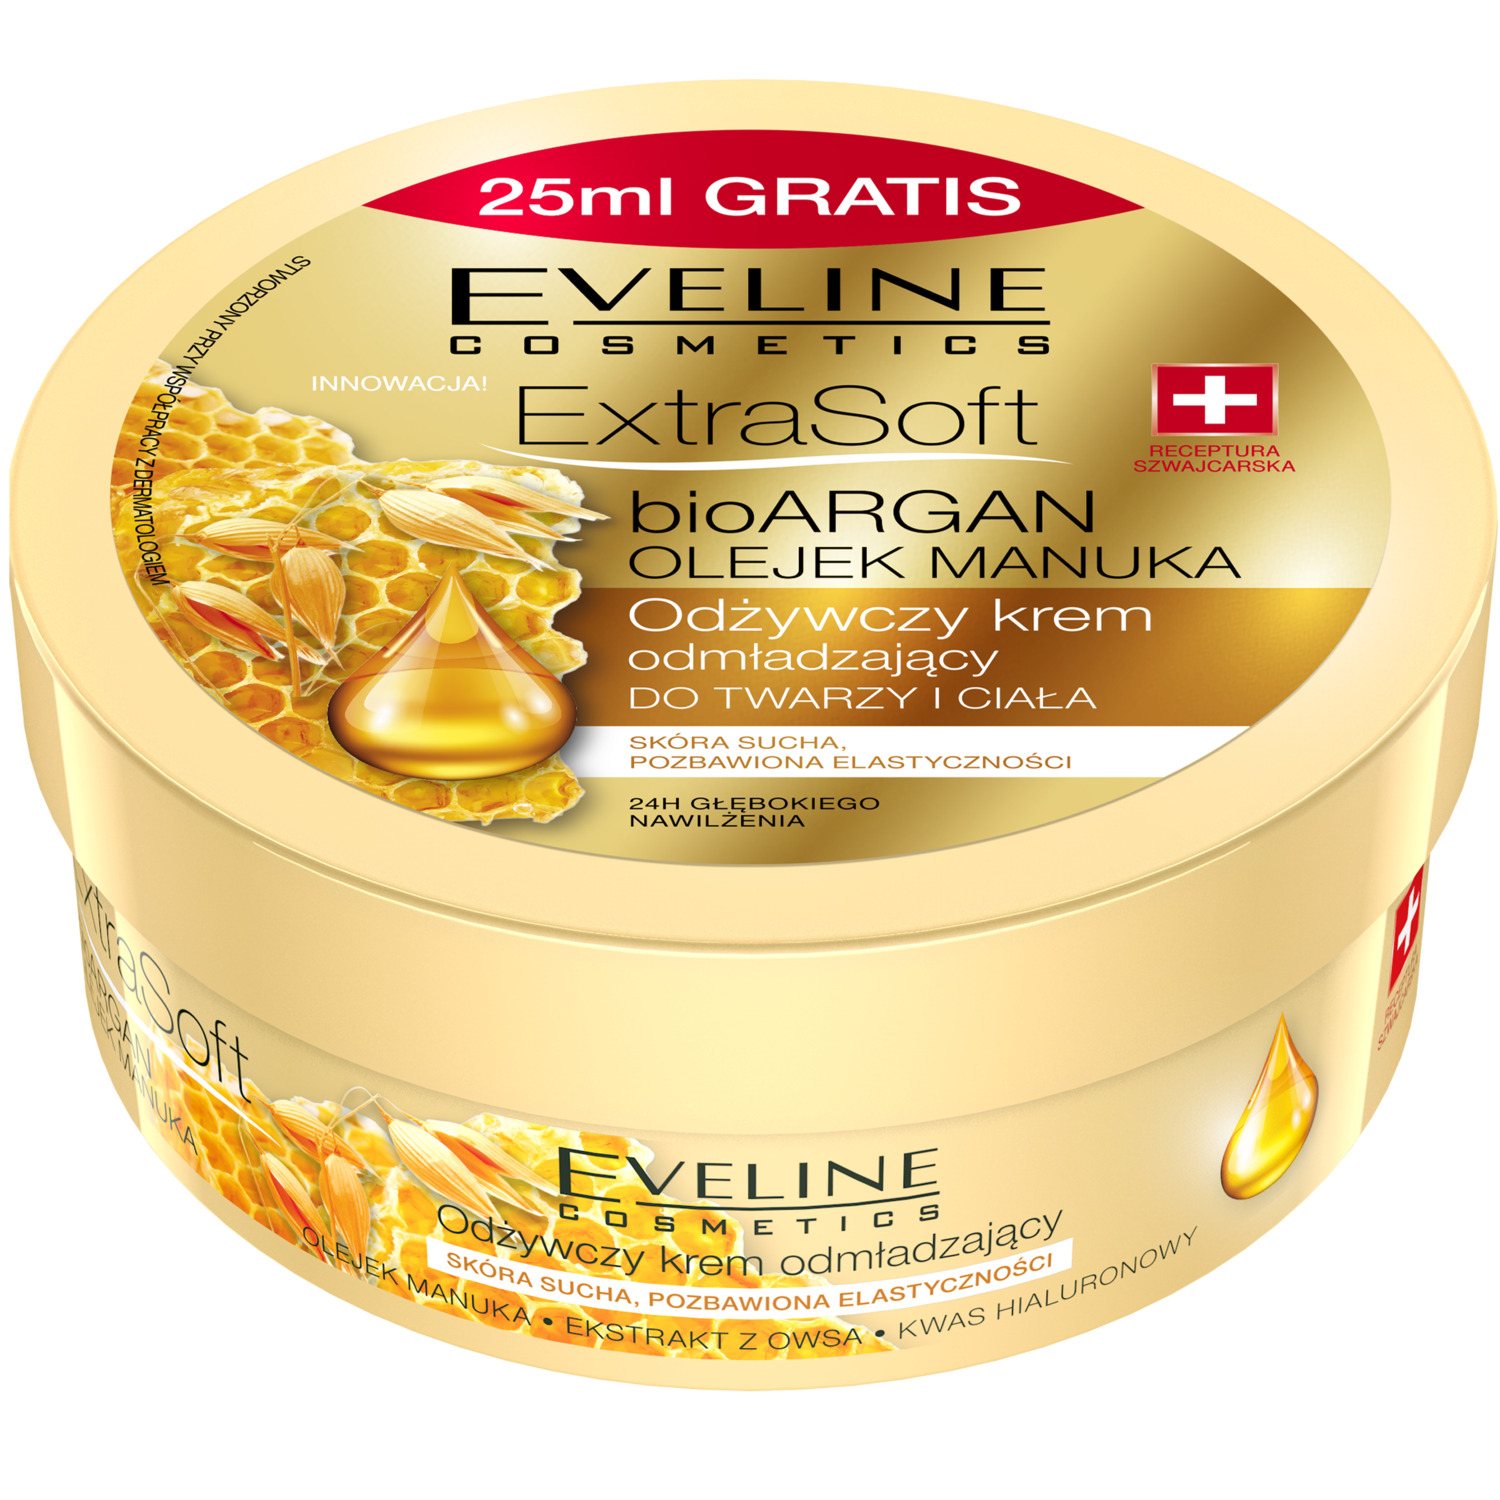 25ml GRATIS
EVELINE
COSMETICS
STWORZONY PRZY WSPÓŁPRACY Z DERMATOLOGIEM
INNOWACJA!
ExtraSoft
RECEPTURA
SZWAJCARSKA
bioARGAN
OLEJEK MANUKA
Odżywczy krem
odmładzający
DO TWARZY I CIAŁA
SKÓRA SUCHA,
POZBAWIONA ELASTYCZNOŚCI
24H GŁĘBOKIEGO
NAWILŻENIA
MANUKA
EVELINE
COSMETICS
Odżywczy krem odmładzający
SKÓRA SUCHA, POZBAWIONA ELASTYCZNOŚCI
OLEJEK MANUKA • EKSTRAKT Z OWSA • KWAS HIALURONOWY